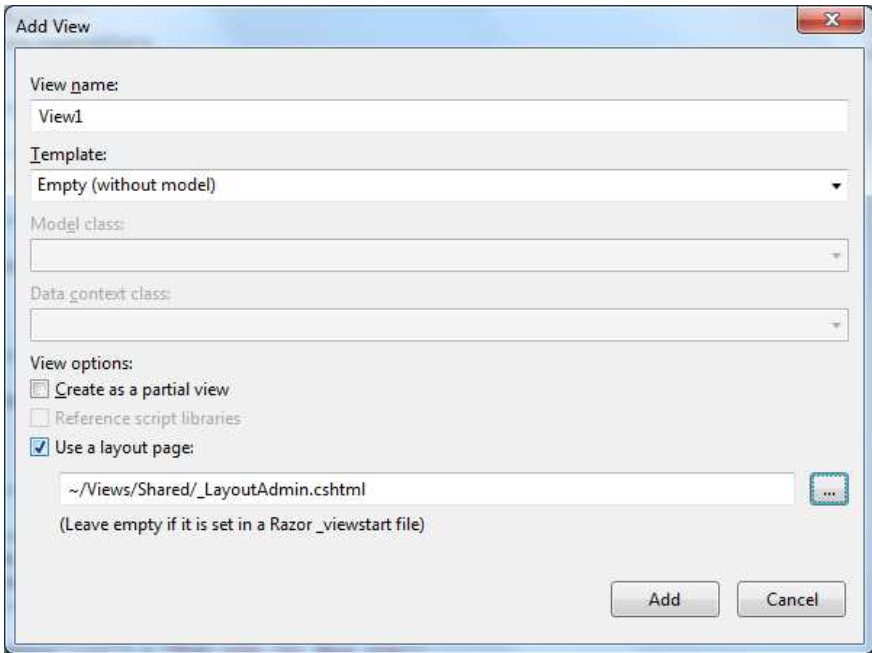 Add View
View name:
View1
Template:
Empty (without model)
Model class:
Data context class:
View options:
Create as a partial view
Reference script libraries
Use a layout page:
~/Views/Shared/_LayoutAdmin.cshtml
...
(Leave empty if it is set in a Razor _viewstart file)
Add Cancel